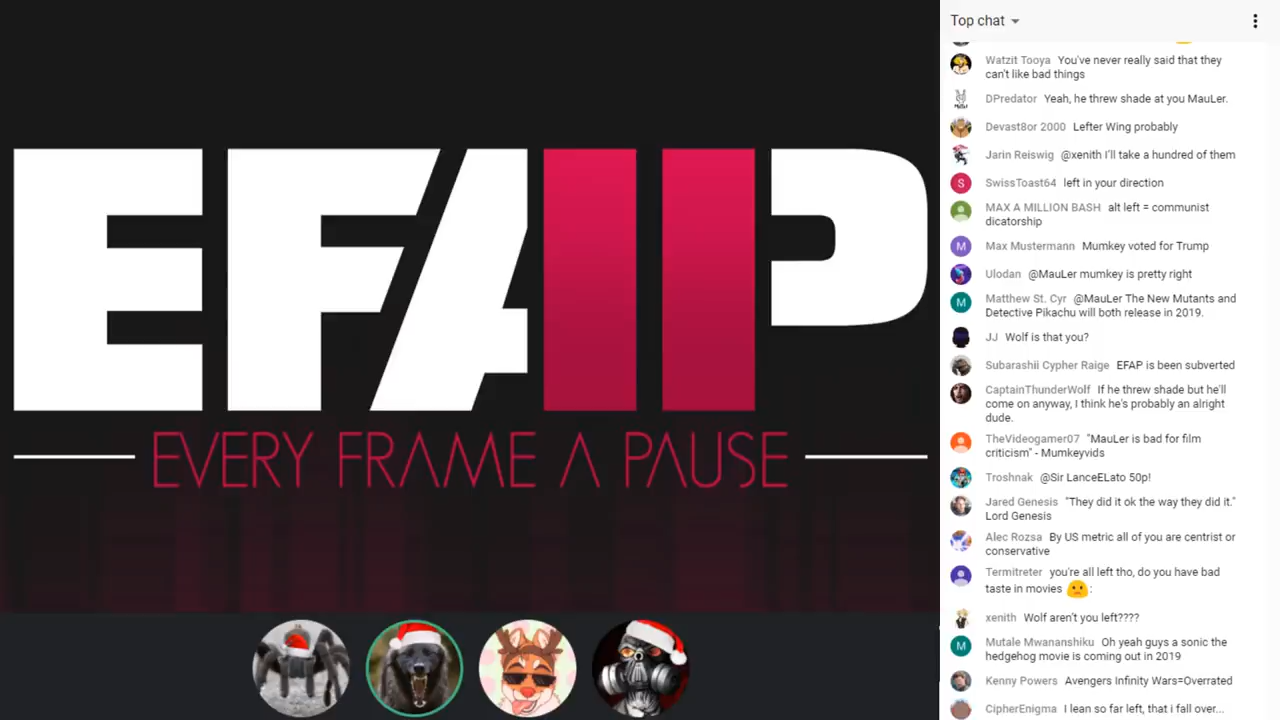 EFAP
EVERY FRAME A PAUSE
Top chat
Watzit Tooya You've never really said that they
can't like bad things
DPredator Yeah, he threw shade at you MauLer.
Devast8or 2000 Lefter Wing probably
Jarin Reiswig @xenith I'll take a hundred of them
S
SwissToast64 left in your direction
MAX A MILLION BASH alt left = communist
dicatorship
M
Max Mustermann Mumkey voted for Trump
Ulodan @MauLer mumkey is pretty right
M
Matthew St. Cyr @MauLer The New Mutants and
Detective Pikachu will both release in 2019.
JJ Wolf is that you?
Subarashii Cypher Raige EFAP is been subverted
CaptainThunderWolf If he threw shade but he'll
come on anyway, I think he's probably an alright
dude.
TheVideogamer07 "MauLer is bad for film
criticism" - Mumkeyvids
Troshnak @Sir LanceELato 50p!
Jared Genesis "They did it ok the way they did it."
Lord Genesis
Alec Rozsa By US metric all of you are centrist or
conservative
Termitreter you're all left tho, do you have bad
taste in movies :
xenith Wolf aren't you left????
M
Mutale Mwananshiku Oh yeah guys a sonic the
hedgehog movie is coming out in 2019
Kenny Powers Avengers Infinity Wars=Overrated
CipherEnigma I lean so far left, that i fall over...